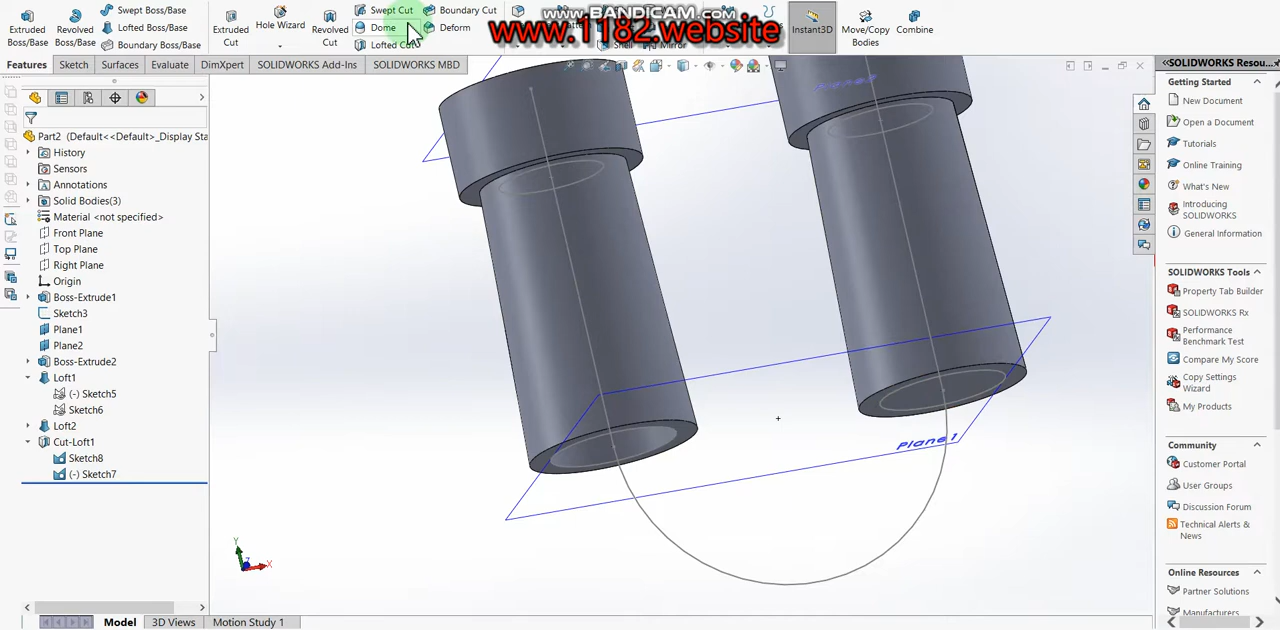 Extruded Boss/Base
Revolved Boss/Base
Swept Boss/Base
Lofted Boss/Base
Boundary Boss/Base
Extruded Cut
Hole Wizard
Revolved Cut
Swept Cut
Dome
Lofted Cut
Boundary Cut
Deform
www.BANDICAM.com
www.1182.website
Shell
Mirror
Instant3D
Move/Copy Bodies
Combine
Features
Sketch
Surfaces
Evaluate
DimXpert
SOLIDWORKS Add-Ins
SOLIDWORKS MBD
Part2 (Default<<Default>_Display Sta
History
Sensors
Annotations
Solid Bodies(3)
Material <not specified>
Front Plane
Top Plane
Right Plane
Origin
Boss-Extrude1
Sketch3
Plane1
Plane2
Boss-Extrude2
Loft1
(-) Sketch5
Sketch6
Loft2
Cut-Loft1
Sketch8
(-) Sketch7
Plane2
Plane1
Y
X
Z
Model
3D Views
Motion Study 1
SOLIDWORKS Resou...
Getting Started
New Document
Open a Document
Tutorials
Online Training
What's New
Introducing SOLIDWORKS
General Information
SOLIDWORKS Tools
Property Tab Builder
SOLIDWORKS Rx
Performance Benchmark Test
Compare My Score
Copy Settings Wizard
My Products
Community
Customer Portal
User Groups
Discussion Forum
Technical Alerts & News
Online Resources
Partner Solutions
Manufacturers